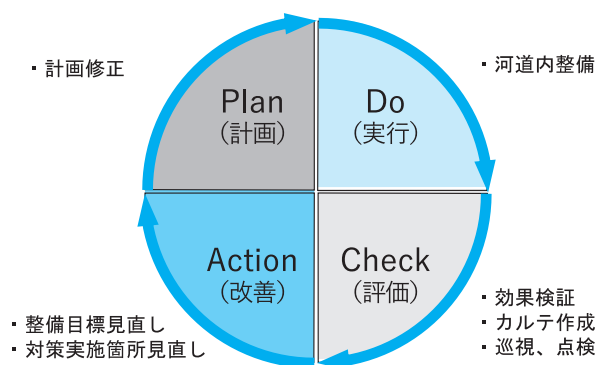 ・計画修正
Plan
（計画）
Do
（実行）
・河道内整備
Action
（改善）
Check
（評価）
・整備目標見直し
・対策実施箇所見直し
・効果検証
・カルテ作成
・巡視、点検